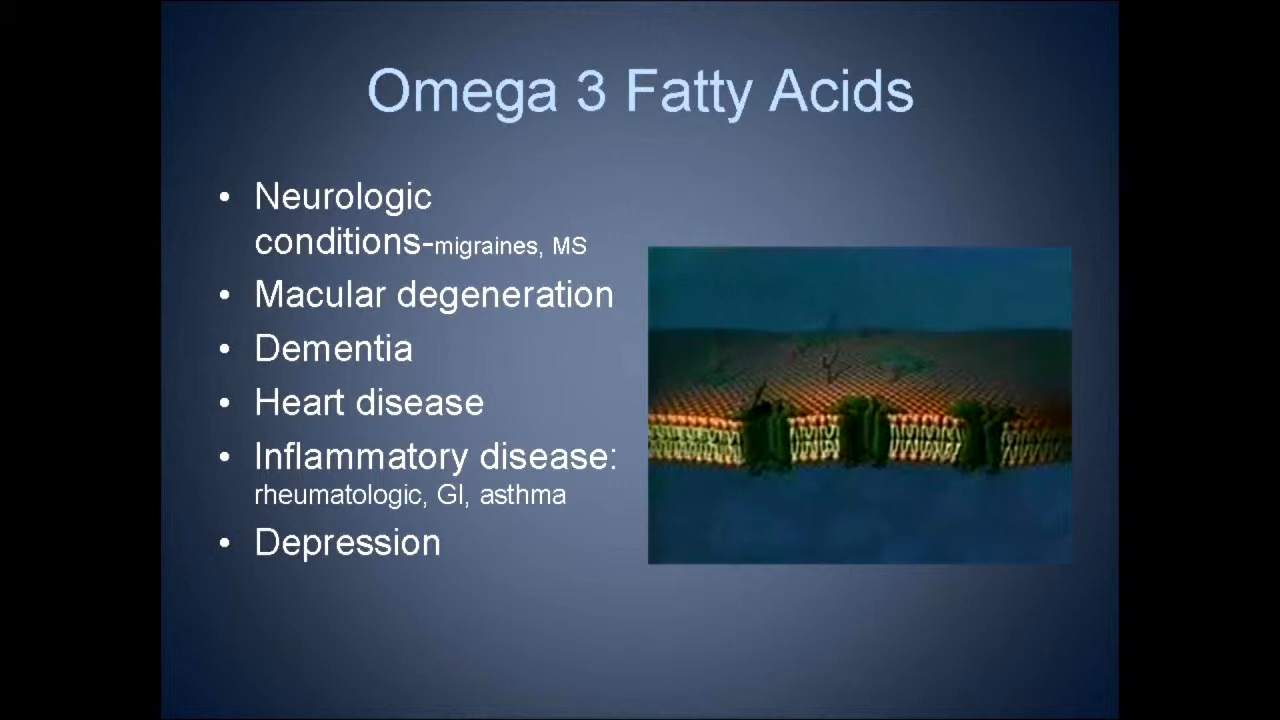 Omega 3 Fatty Acids
• Neurologic
conditions-migraines, MS
• Macular degeneration
• Dementia
• Heart disease
• Inflammatory disease:
rheumatologic, GI, asthma
• Depression